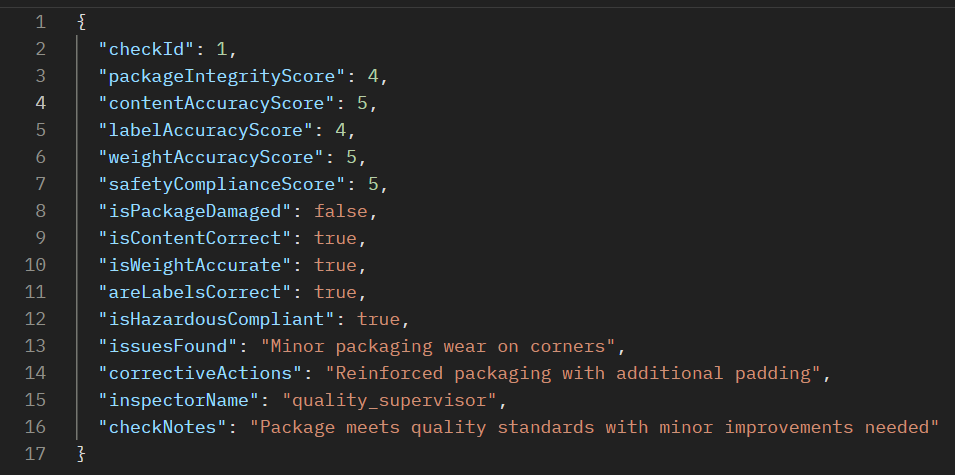 1 {
2 "checkId": 1,
3 "packageIntegrityScore": 4,
4 "contentAccuracyScore": 5,
5 "labelAccuracyScore": 4,
6 "weightAccuracyScore": 5,
7 "safetyComplianceScore": 5,
8 "isPackageDamaged": false,
9 "isContentCorrect": true,
10 "isWeightAccurate": true,
11 "areLabelsCorrect": true,
12 "isHazardousCompliant": true,
13 "issuesFound": "Minor packaging wear on corners",
14 "correctiveActions": "Reinforced packaging with additional padding",
15 "inspectorName": "quality_supervisor",
16 "checkNotes": "Package meets quality standards with minor improvements needed"
17 }